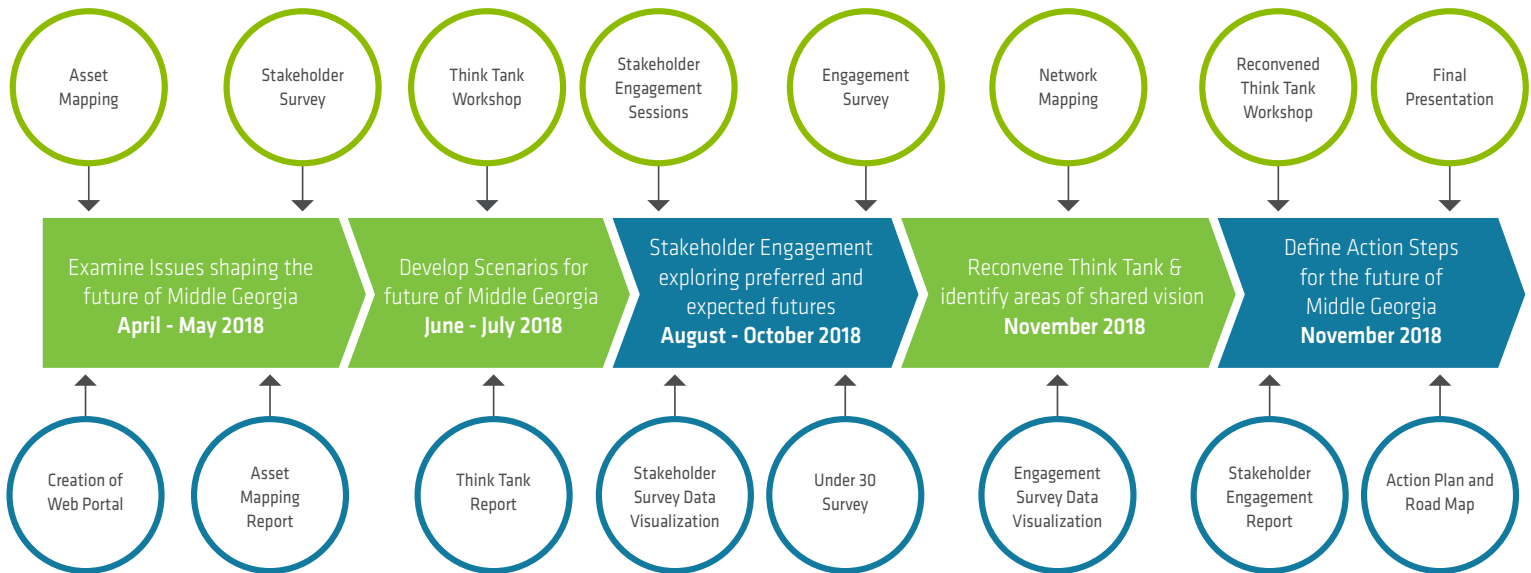 Asset
Mapping
Stakeholder
Survey
Think Tank
Workshop
Stakeholder
Engagement
Sessions
Engagement
Survey
Network
Mapping
Reconvened
Think Tank
Workshop
Final
Presentation
Examine Issues shaping the
future of Middle Georgia
April - May 2018
Develop Scenarios for
future of Middle Georgia
June - July 2018
Stakeholder Engagement
exploring preferred and
expected futures
August - October 2018
Reconvene Think Tank &
identify areas of shared vision
November 2018
Define Action Steps
for the future of
Middle Georgia
November 2018
Creation of
Web Portal
Asset
Mapping
Report
Think Tank
Report
Stakeholder
Survey Data
Visualization
Under 30
Survey
Engagement
Survey Data
Visualization
Stakeholder
Engagement
Report
Action Plan and
Road Map